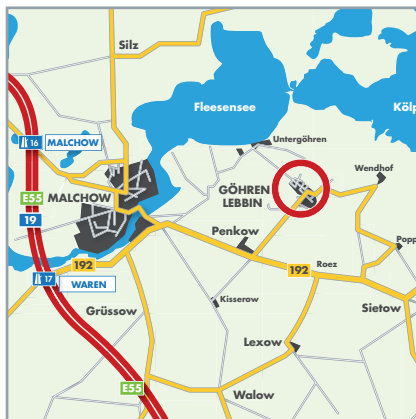 Silz
Fleesensee
Kölp
16
MALCHOW
Untergöhren
Wendhof
E55
19
MALCHOW
GÖHREN
LEBBIN
Penkow
Popp
192
17
WAREN
192
Roez
Kisserow
Grüssow
Sietow
Lexow
E55
Walow